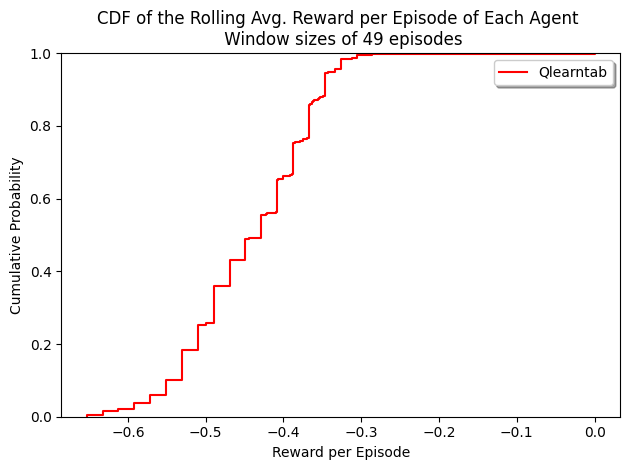 CDF of the Rolling Avg. Reward per Episode of Each Agent
Window sizes of 49 episodes
Qlearntab
Cumulative Probability
1.0
0.8
0.6
0.4
0.2
0.0
−0.6 −0.5 −0.4 −0.3 −0.2 −0.1 0.0
Reward per Episode